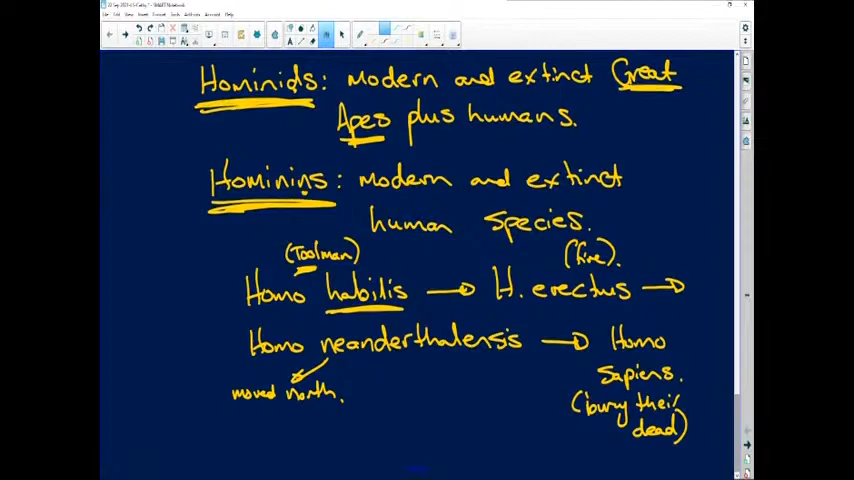 Hominids: modern and extinct Great
Apes plus humans.
Hominins: modern and extinct
human species.
(Toolman) (fire).
Homo habilis → H. erectus →
Homo neanderthalensis → Homo
sapiens.
moved north. (bury their
dead)